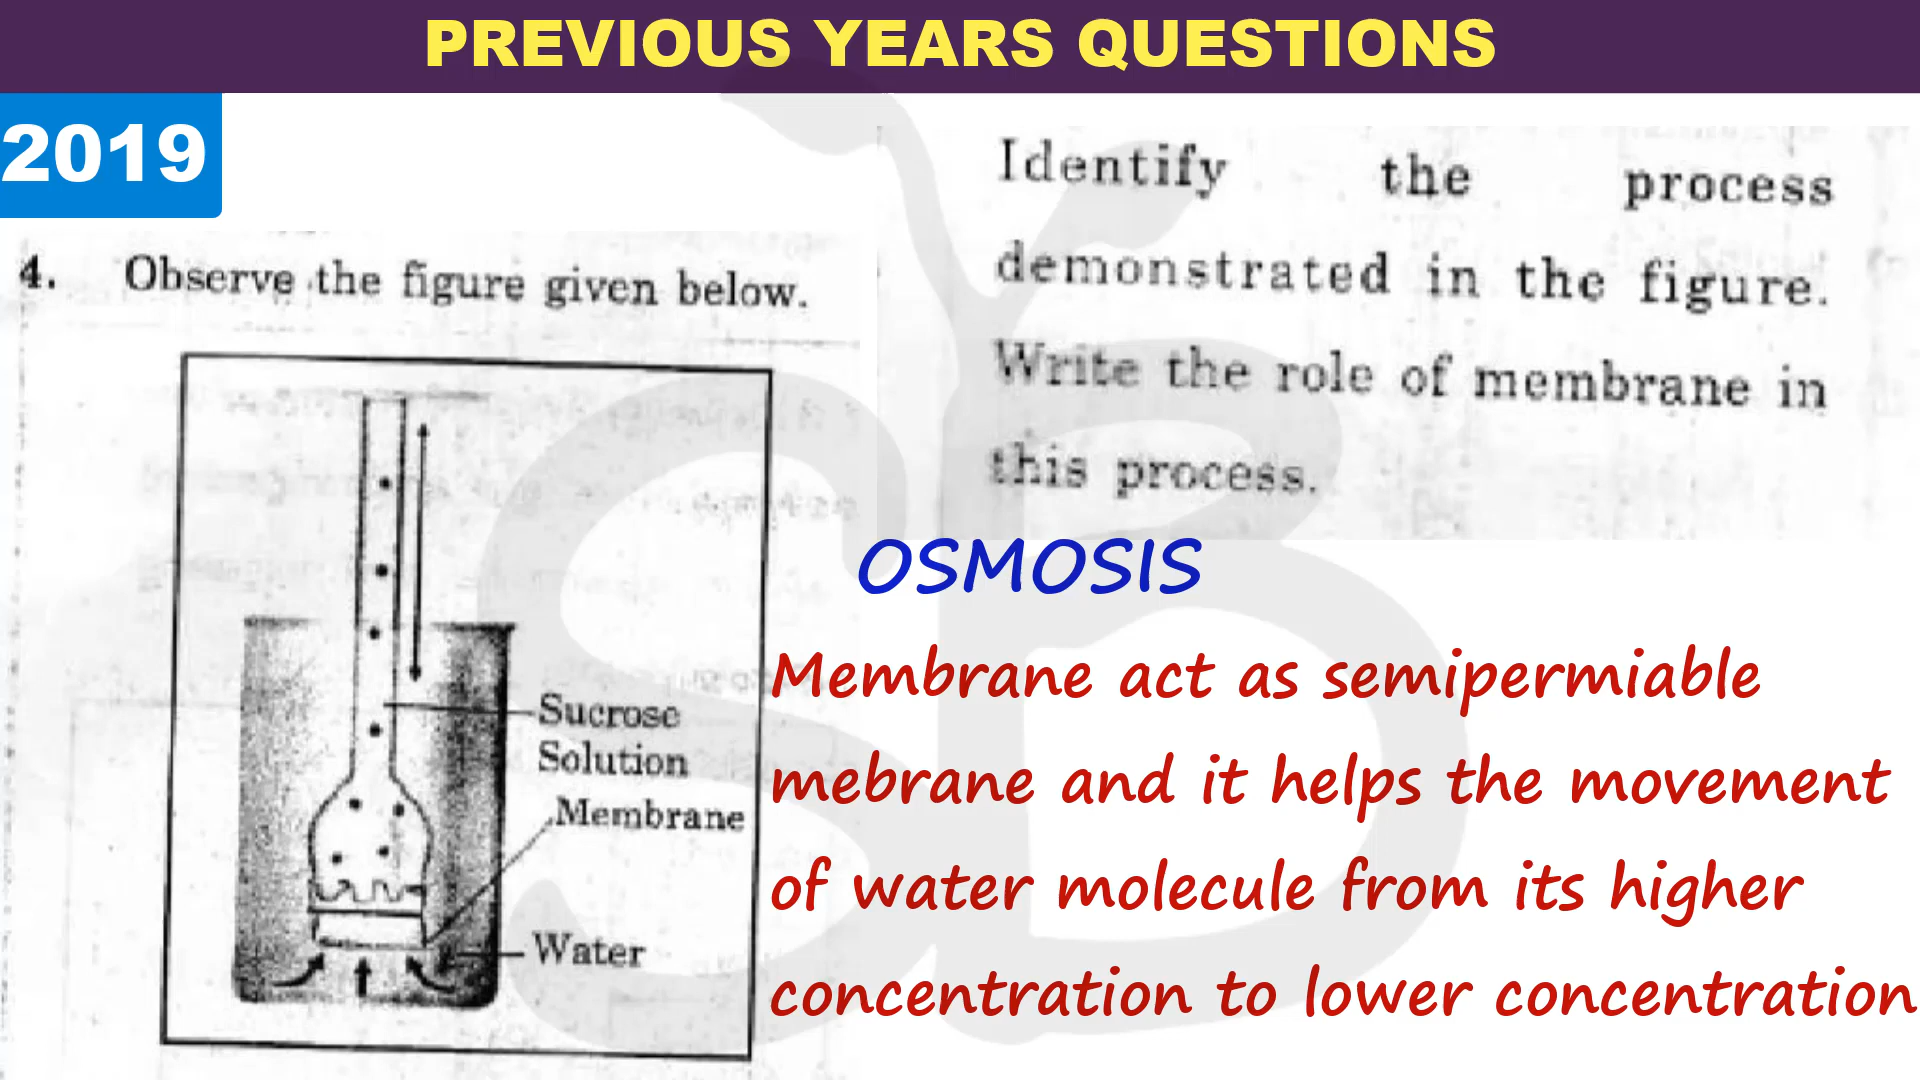 PREVIOUS YEARS QUESTIONS
2019
4. Observe the figure given below.
Sucrose
Solution
Membrane
Water
Identify the process
demonstrated in the figure.
Write the role of membrane in
this process.
OSMOSIS
Membrane act as semipermiable
mebrane and it helps the movement
of water molecule from its higher
concentration to lower concentration
SB